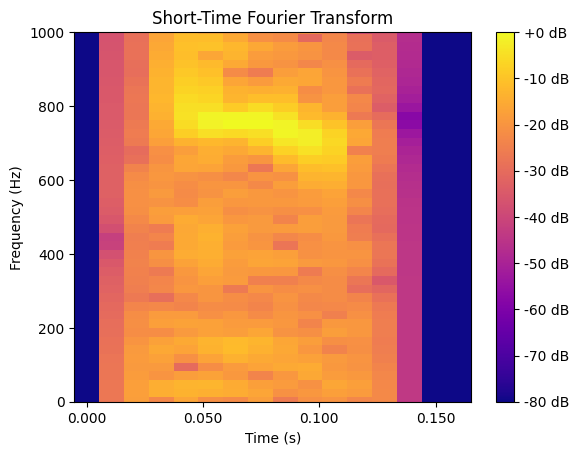 Short-Time Fourier Transform
1000
800
600
400
200
0
Frequency (Hz)
0.000
0.050
0.100
0.150
Time (s)
+0 dB
-10 dB
-20 dB
-30 dB
-40 dB
-50 dB
-60 dB
-70 dB
-80 dB